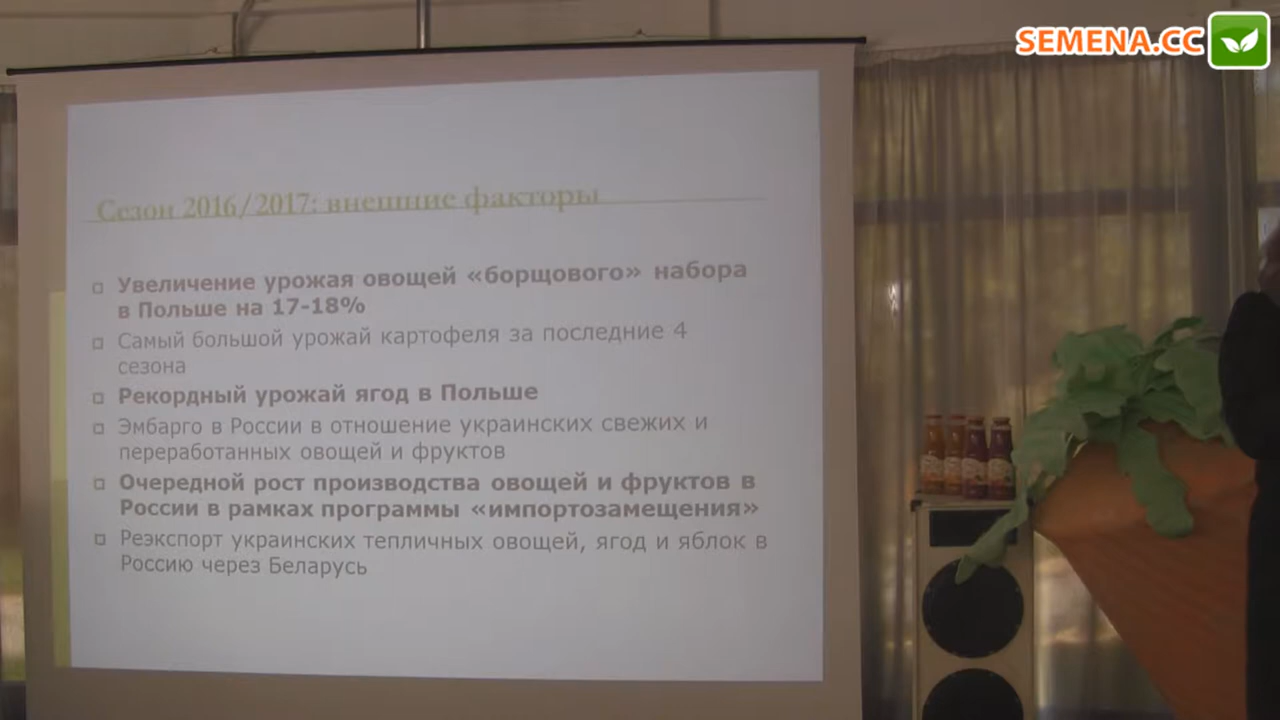 SEMENA.CC
Сезон 2016/2017: внешние факторы
Увеличение урожая овощей «борщового» набора
в Польше на 17-18%
Самый большой урожай картофеля за последние 4
сезона
Рекордный урожай ягод в Польше
Эмбарго в России в отношение украинских свежих и
переработанных овощей и фруктов
Очередной рост производства овощей и фруктов в
России в рамках программы «импортозамещения»
Реэкспорт украинских тепличных овощей, ягод и яблок в
Россию через Беларусь